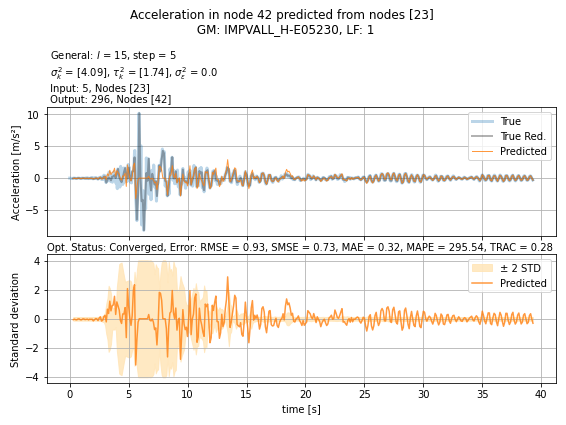 Acceleration in node 42 predicted from nodes [23]
GM: IMPVALL_H-E05230, LF: 1
General: l = 15, step = 5
σ²ₖ = [4.09], τ²ₖ = [1.74], σ²ε = 0.0
Input: 5, Nodes [23]
Output: 296, Nodes [42]
Acceleration [m/s²]
10
5
0
−5
True
True Red.
Predicted
Opt. Status: Converged, Error: RMSE = 0.93, SMSE = 0.73, MAE = 0.32, MAPE = 295.54, TRAC = 0.28
Standard deviation
4
2
0
−2
−4
± 2 STD
Predicted
0 5 10 15 20 25 30 35 40
time [s]